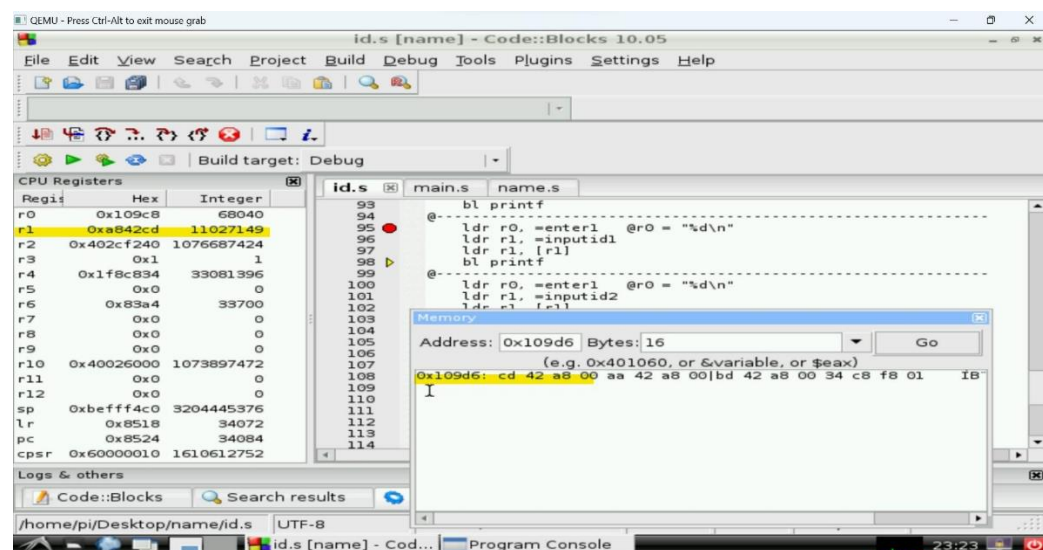 QEMU - Press Ctrl-Alt to exit mouse grab
id.s [name] - Code::Blocks 10.05
File Edit View Search Project Build Debug Tools Plugins Settings Help
Build target: Debug
CPU Registers
Regis Hex Integer
r0 0x109c8 68040
r1 0xa842cd 11027149
r2 0x402cf240 1076687424
r3 0x1 1
r4 0x1f8c834 33081396
r5 0x0 0
r6 0x83a4 33700
r7 0x0 0
r8 0x0 0
r9 0x0 0
r10 0x40026000 1073897472
r11 0x0 0
r12 0x0 0
sp 0xbefff4c0 3204445376
lr 0x8518 34072
pc 0x8524 34084
cpsr 0x60000010 1610612752
id.s main.s name.s
93 bl printf
94 @----------------------------------------------------------------
95 ldr r0, =enter1 @r0 = "%d\n"
96 ldr r1, =inputid1
97 ldr r1, [r1]
98 bl printf
99 @----------------------------------------------------------------
100 ldr r0, =enter1 @r0 = "%d\n"
101 ldr r1, =inputid2
102 ldr r1, [r1]
103
104
105
106
107
108
109
110
111
112
113
114
Memory
Address: 0x109d6 Bytes: 16 Go
(e.g. 0x401060, or &variable, or $eax)
0x109d6: cd 42 a8 00 aa 42 a8 00|bd 42 a8 00 34 c8 f8 01 ÍB¨
Logs & others
Code::Blocks Search results
/home/pi/Desktop/name/id.s UTF-8
id.s [name] - Cod... Program Console 23:23